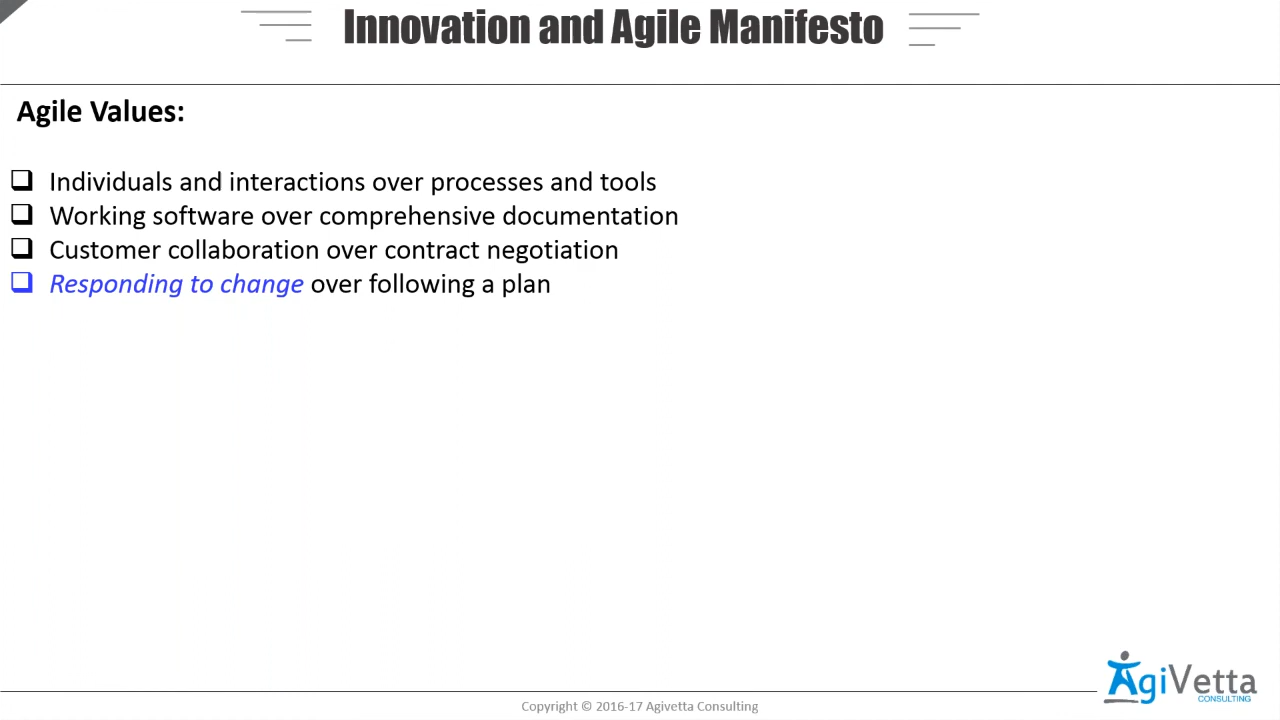 Innovation and Agile Manifesto
Agile Values:
Individuals and interactions over processes and tools
Working software over comprehensive documentation
Customer collaboration over contract negotiation
Responding to change over following a plan
AgiVetta
CONSULTING
Copyright © 2016-17 Agivetta Consulting